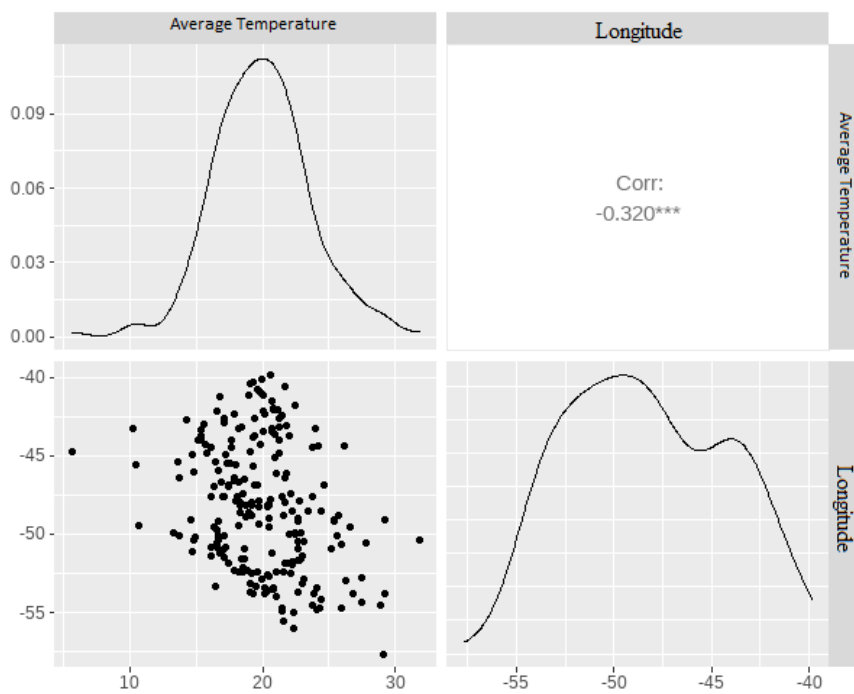 Average Temperature
Longitude
0.09
0.06
0.03
0.00
Corr:
-0.320***
Average Temperature
-40
-45
-50
-55
Longitude
10 20 30
-55 -50 -45 -40